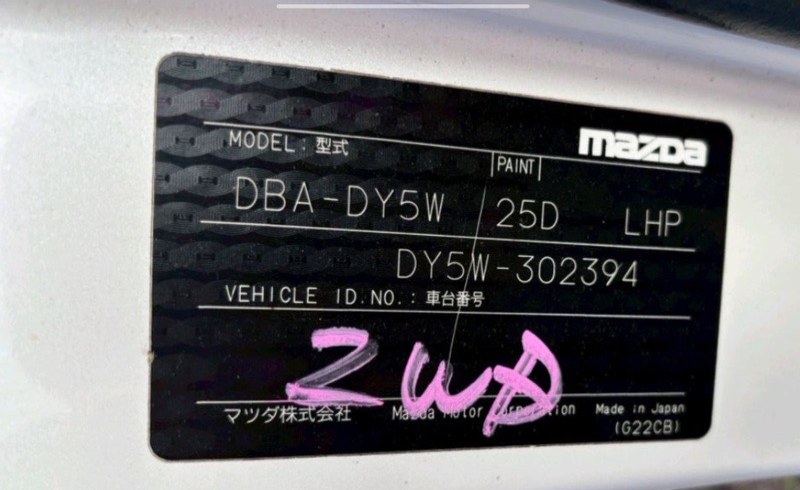 mazda
MODEL : 型式
PAINT
DBA-DY5W 25D LHP
DY5W-302394
VEHICLE ID.NO. : 車台番号
2WD
マツダ株式会社 Mazda Motor Corporation Made in Japan
(G22CB)